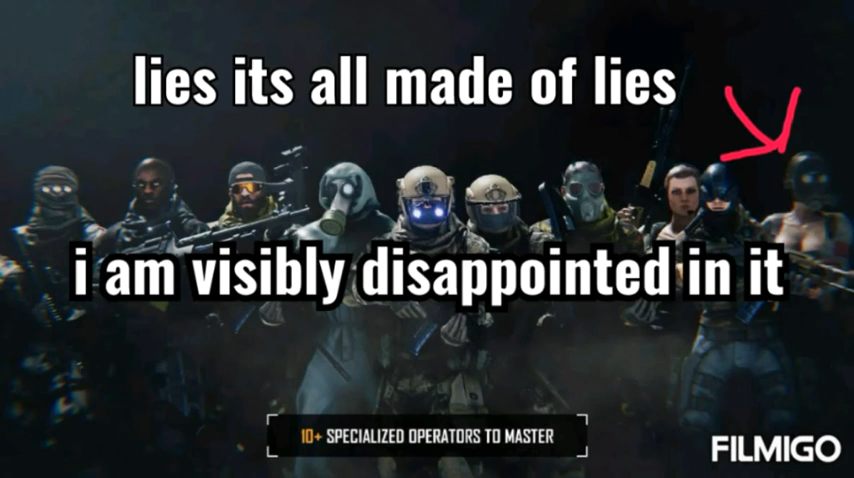 lies its all made of lies
i am visibly disappointed in it
10+ SPECIALIZED OPERATORS TO MASTER
FILMIGO